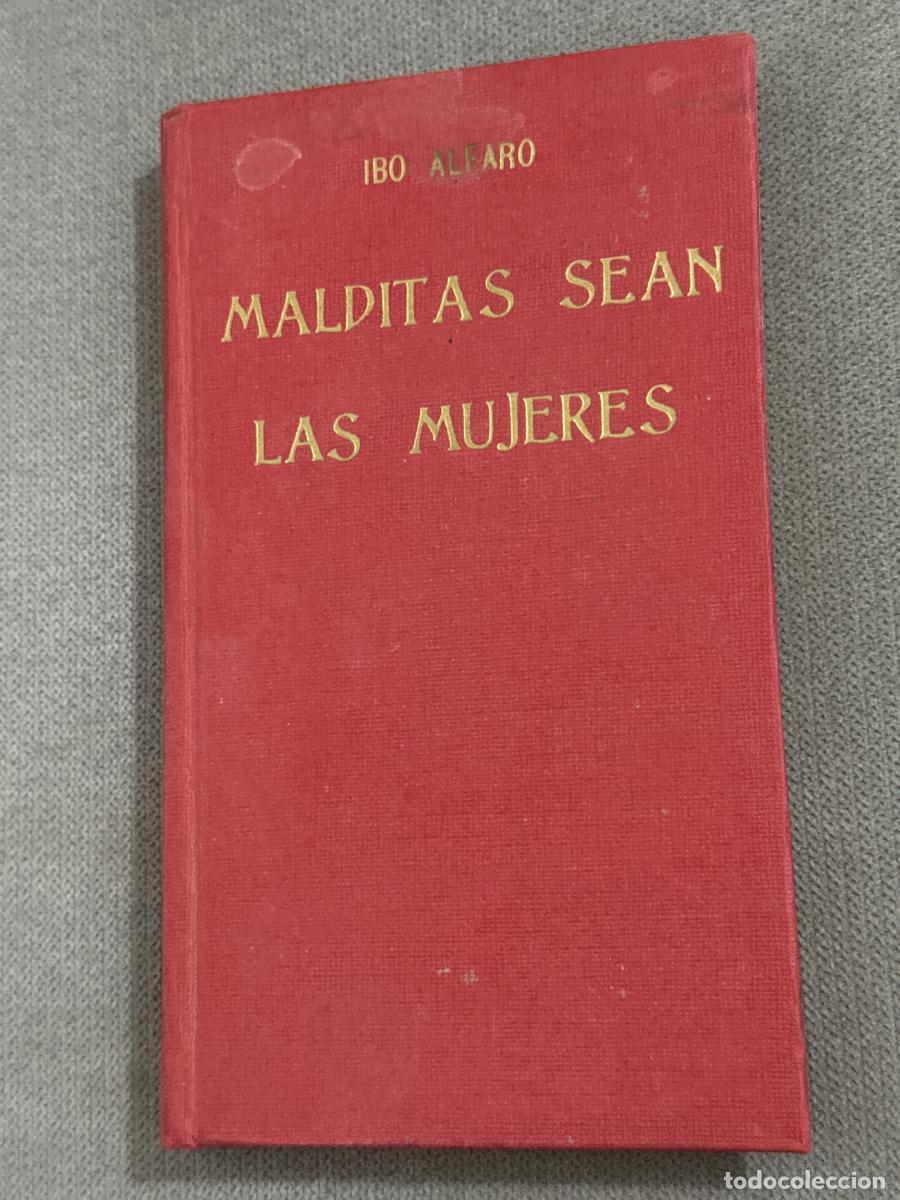 IBO ALFARO
MALDITAS SEAN
LAS MUJERES
todocoleccion